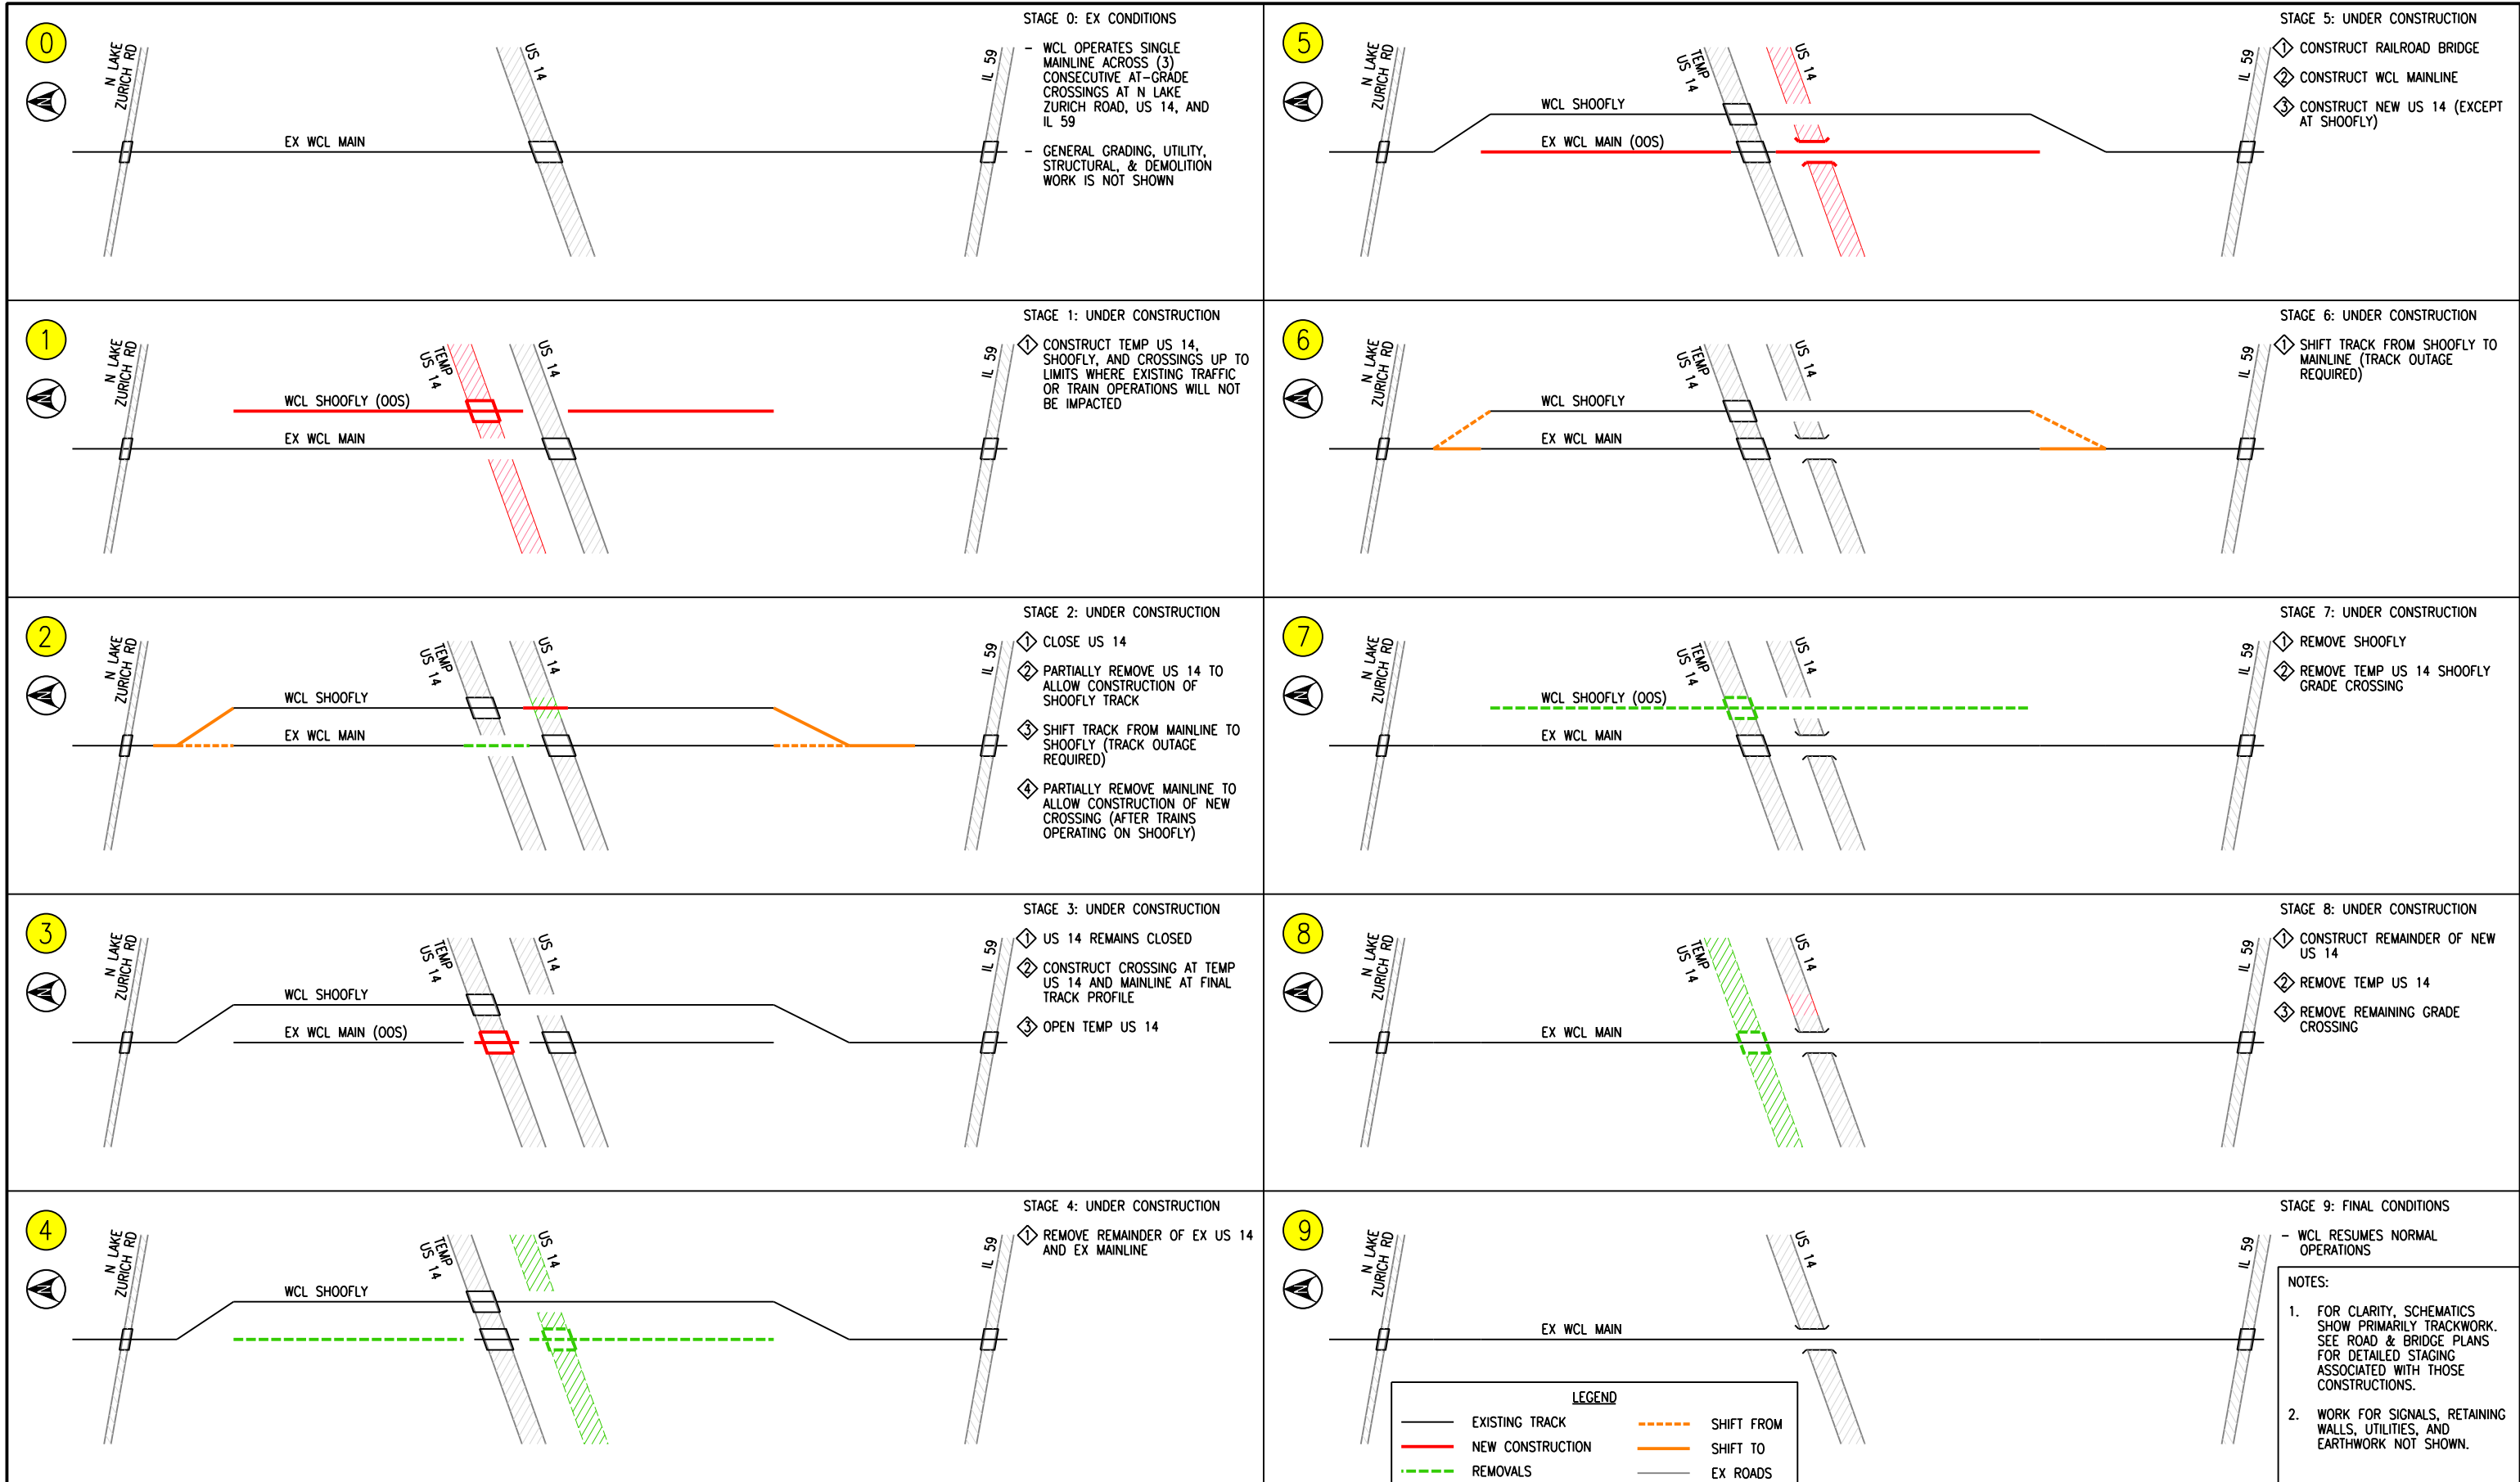 0
N
N LAKE
ZURICH RD
US 14
IL 59
EX WCL MAIN
STAGE 0: EX CONDITIONS
- WCL OPERATES SINGLE
MAINLINE ACROSS (3)
CONSECUTIVE AT-GRADE
CROSSINGS AT N LAKE
ZURICH ROAD, US 14, AND
IL 59
- GENERAL GRADING, UTILITY,
STRUCTURAL, & DEMOLITION
WORK IS NOT SHOWN
1
N
N LAKE
ZURICH RD
TEMP
US 14
US 14
IL 59
WCL SHOOFLY (OOS)
EX WCL MAIN
STAGE 1: UNDER CONSTRUCTION
1 CONSTRUCT TEMP US 14,
SHOOFLY, AND CROSSINGS UP TO
LIMITS WHERE EXISTING TRAFFIC
OR TRAIN OPERATIONS WILL NOT
BE IMPACTED
2
N
N LAKE
ZURICH RD
TEMP
US 14
US 14
IL 59
WCL SHOOFLY
EX WCL MAIN
STAGE 2: UNDER CONSTRUCTION
1 CLOSE US 14
2 PARTIALLY REMOVE US 14 TO
ALLOW CONSTRUCTION OF
SHOOFLY TRACK
3 SHIFT TRACK FROM MAINLINE TO
SHOOFLY (TRACK OUTAGE
REQUIRED)
4 PARTIALLY REMOVE MAINLINE TO
ALLOW CONSTRUCTION OF NEW
CROSSING (AFTER TRAINS
OPERATING ON SHOOFLY)
3
N
N LAKE
ZURICH RD
TEMP
US 14
US 14
IL 59
WCL SHOOFLY
EX WCL MAIN (OOS)
STAGE 3: UNDER CONSTRUCTION
1 US 14 REMAINS CLOSED
2 CONSTRUCT CROSSING AT TEMP
US 14 AND MAINLINE AT FINAL
TRACK PROFILE
3 OPEN TEMP US 14
4
N
N LAKE
ZURICH RD
TEMP
US 14
US 14
IL 59
WCL SHOOFLY
STAGE 4: UNDER CONSTRUCTION
1 REMOVE REMAINDER OF EX US 14
AND EX MAINLINE
5
N
N LAKE
ZURICH RD
TEMP
US 14
US 14
IL 59
WCL SHOOFLY
EX WCL MAIN (OOS)
STAGE 5: UNDER CONSTRUCTION
1 CONSTRUCT RAILROAD BRIDGE
2 CONSTRUCT WCL MAINLINE
3 CONSTRUCT NEW US 14 (EXCEPT
AT SHOOFLY)
6
N
N LAKE
ZURICH RD
TEMP
US 14
US 14
IL 59
WCL SHOOFLY
EX WCL MAIN
STAGE 6: UNDER CONSTRUCTION
1 SHIFT TRACK FROM SHOOFLY TO
MAINLINE (TRACK OUTAGE
REQUIRED)
7
N
N LAKE
ZURICH RD
TEMP
US 14
US 14
IL 59
WCL SHOOFLY (OOS)
EX WCL MAIN
STAGE 7: UNDER CONSTRUCTION
1 REMOVE SHOOFLY
2 REMOVE TEMP US 14 SHOOFLY
GRADE CROSSING
8
N
N LAKE
ZURICH RD
TEMP
US 14
US 14
IL 59
EX WCL MAIN
STAGE 8: UNDER CONSTRUCTION
1 CONSTRUCT REMAINDER OF NEW
US 14
2 REMOVE TEMP US 14
3 REMOVE REMAINING GRADE
CROSSING
9
N
N LAKE
ZURICH RD
US 14
IL 59
EX WCL MAIN
STAGE 9: FINAL CONDITIONS
- WCL RESUMES NORMAL
OPERATIONS
NOTES:
1. FOR CLARITY, SCHEMATICS
SHOW PRIMARILY TRACKWORK.
SEE ROAD & BRIDGE PLANS
FOR DETAILED STAGING
ASSOCIATED WITH THOSE
CONSTRUCTIONS.
2. WORK FOR SIGNALS, RETAINING
WALLS, UTILITIES, AND
EARTHWORK NOT SHOWN.
LEGEND
EXISTING TRACK
NEW CONSTRUCTION
REMOVALS
SHIFT FROM
SHIFT TO
EX ROADS